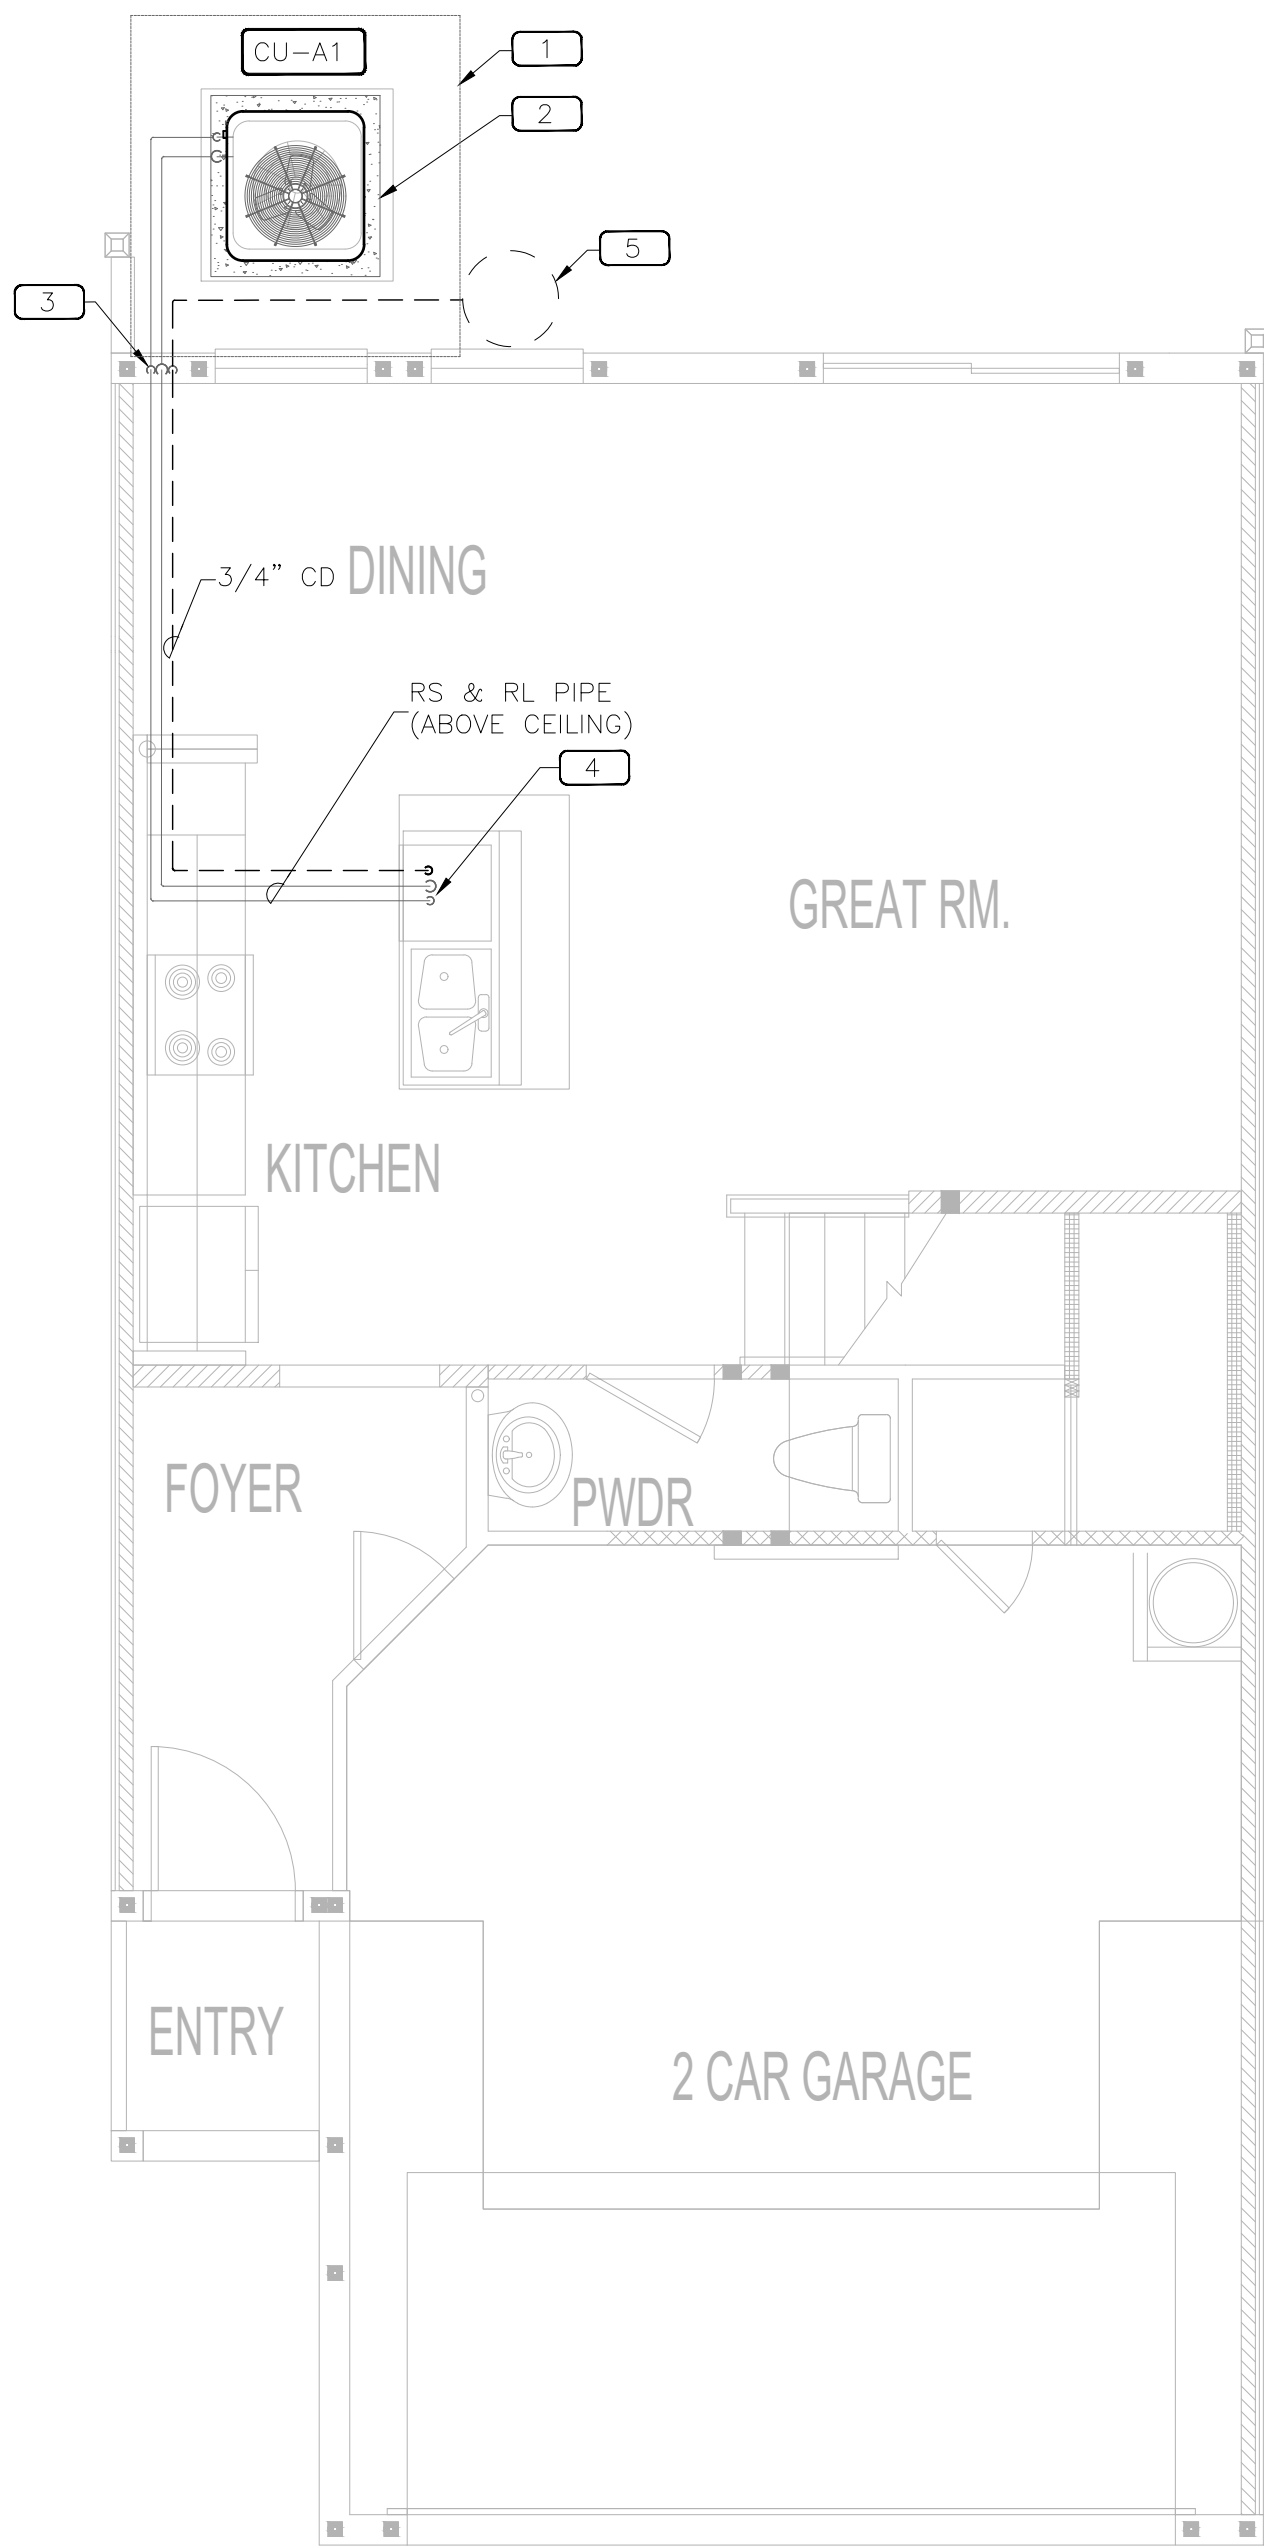 CU-A1
1
2
5
3
3/4" CD
DINING
RS & RL PIPE
(ABOVE CEILING)
4
GREAT RM.
KITCHEN
FOYER
PWDR
ENTRY
2 CAR GARAGE